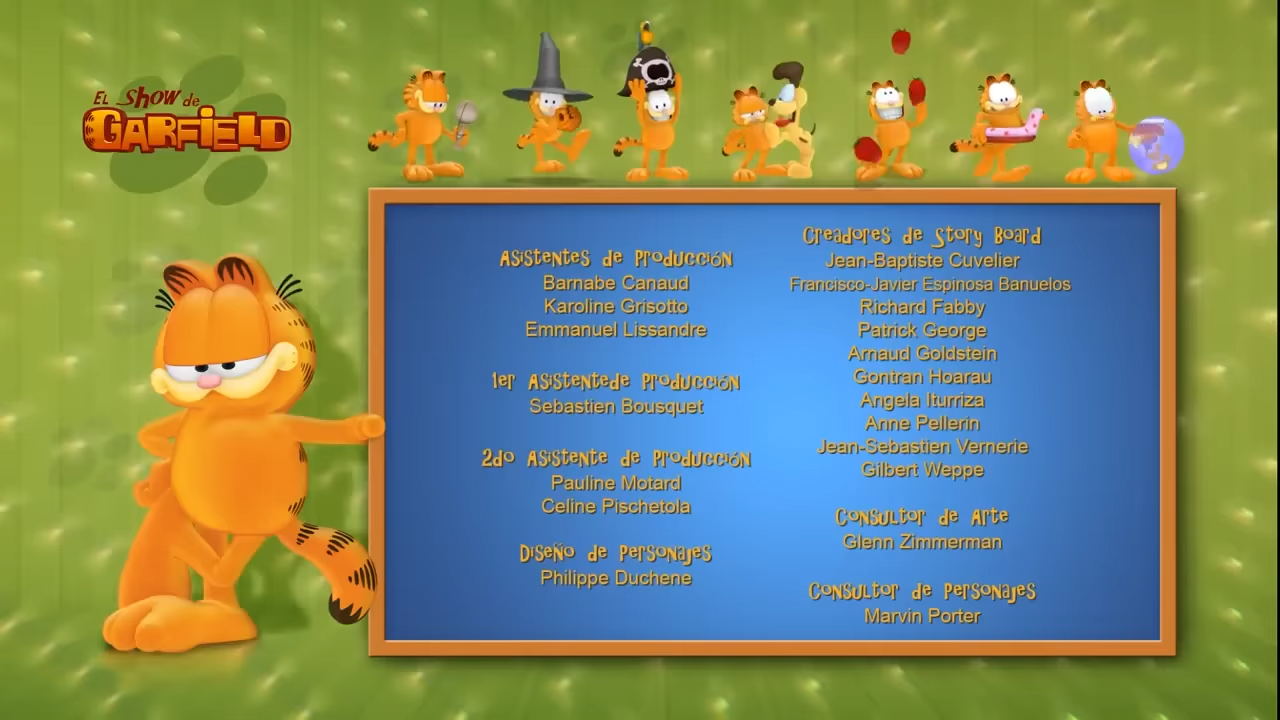 El Show de
GARFIELD
Asistentes de Producción
Barnabe Canaud
Karoline Grisotto
Emmanuel Lissandre
1er Asistentede Producción
Sebastien Bousquet
2do Asistente de Producción
Pauline Motard
Celine Pischetola
Diseño de Personajes
Philippe Duchene
Creadores de Story Board
Jean-Baptiste Cuvelier
Francisco-Javier Espinosa Banuelos
Richard Fabby
Patrick George
Arnaud Goldstein
Gontran Hoarau
Angela Iturriza
Anne Pellerin
Jean-Sebastien Vernerie
Gilbert Weppe
Consultor de Arte
Glenn Zimmerman
Consultor de Personajes
Marvin Porter